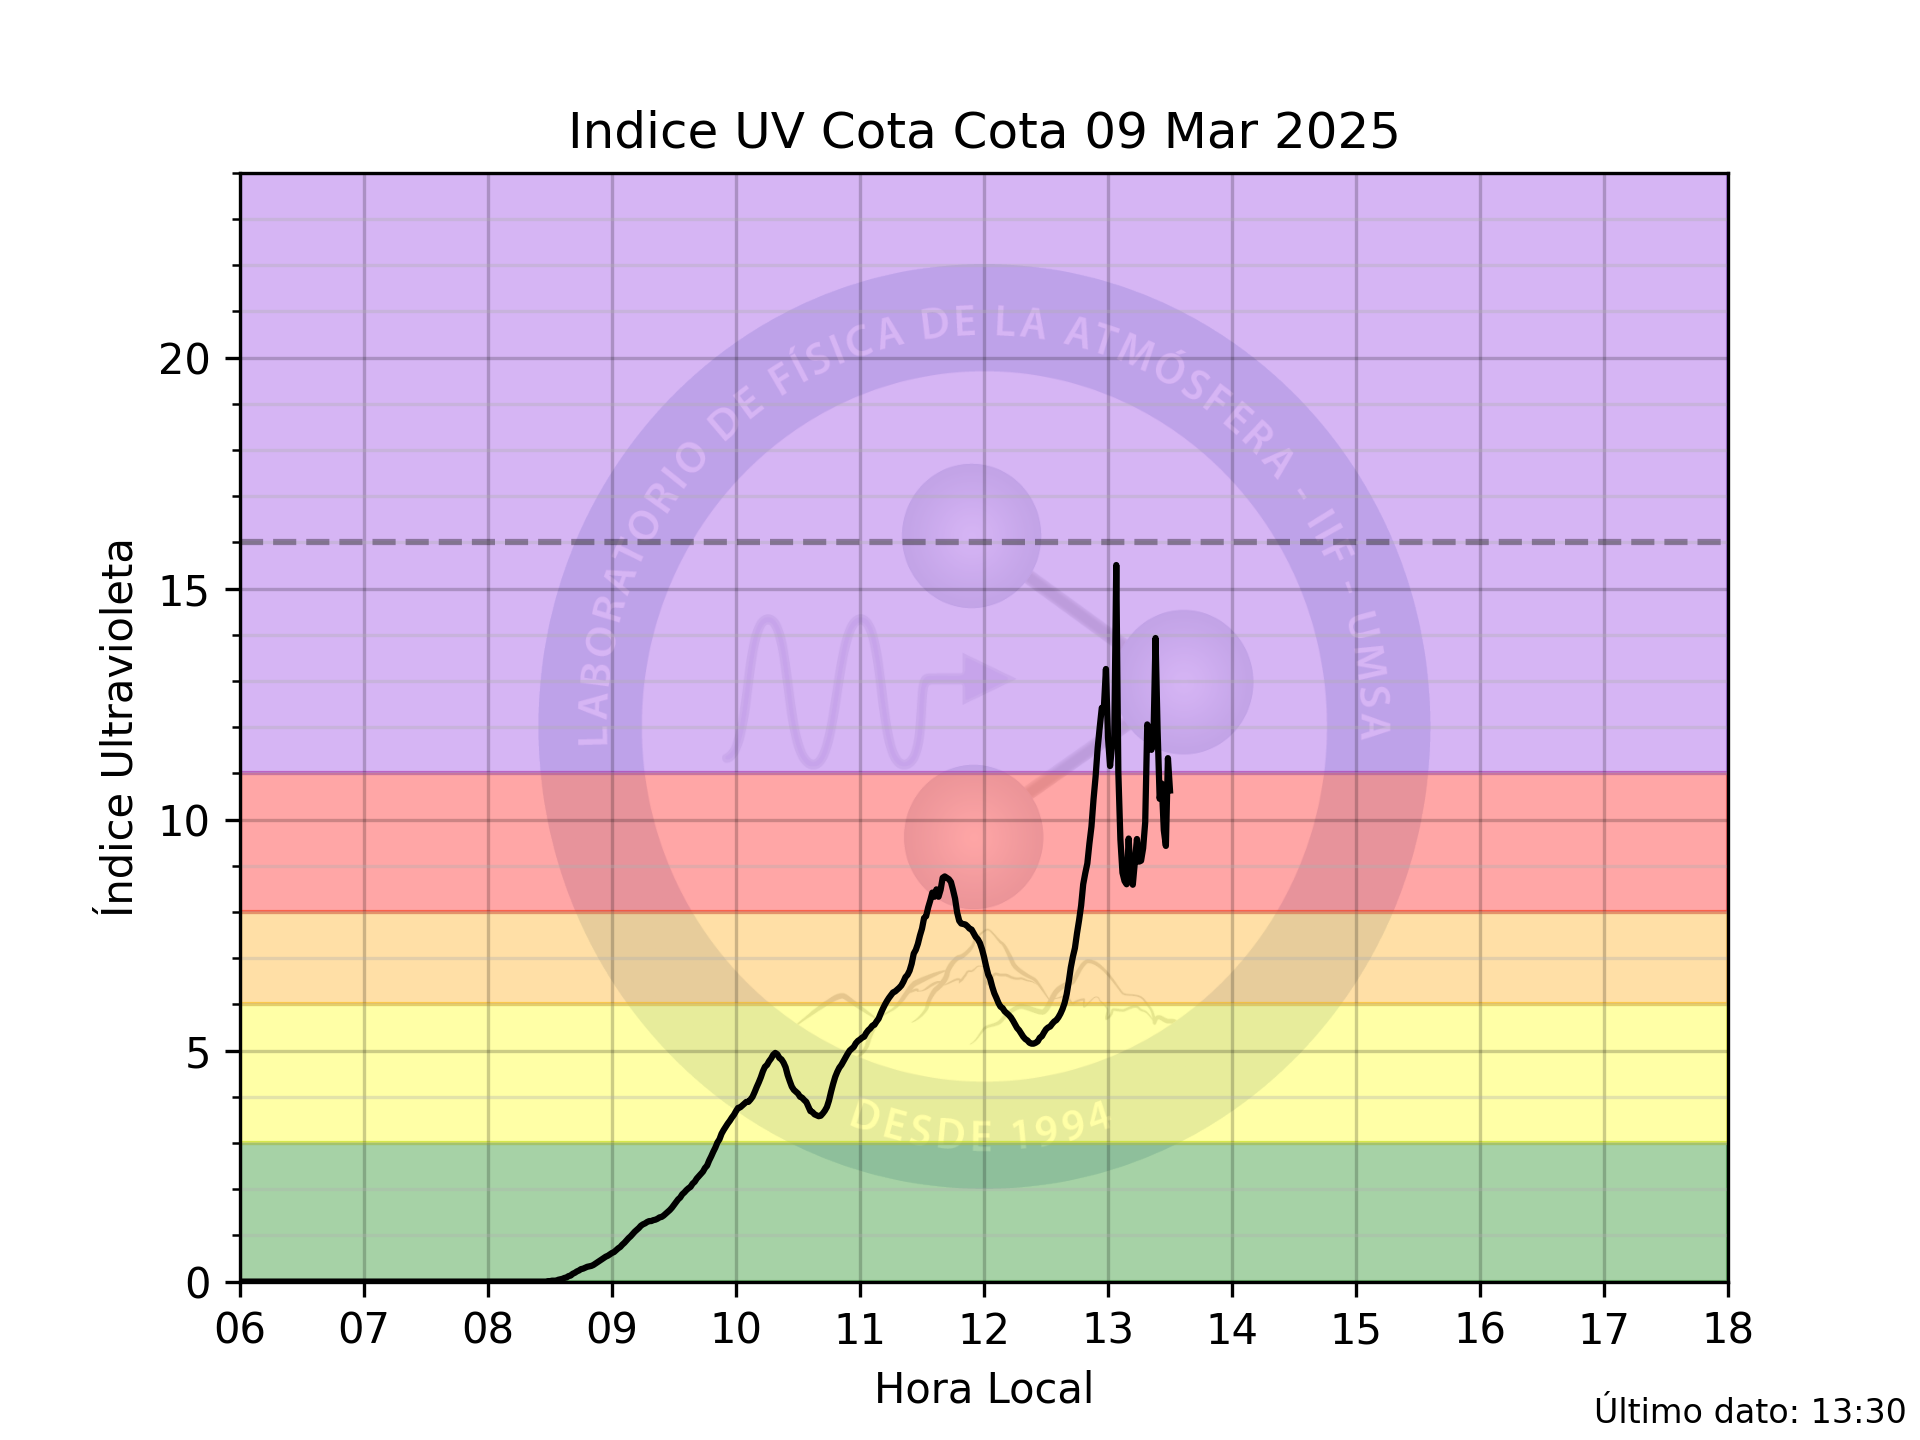 Indice UV Cota Cota 09 Mar 2025
Índice Ultravioleta
20
15
10
5
0
LABORATORIO DE FÍSICA DE LA ATMÓSFERA - IIF - UMSA
DESDE 1994
06 07 08 09 10 11 12 13 14 15 16 17 18
Hora Local
Último dato: 13:30